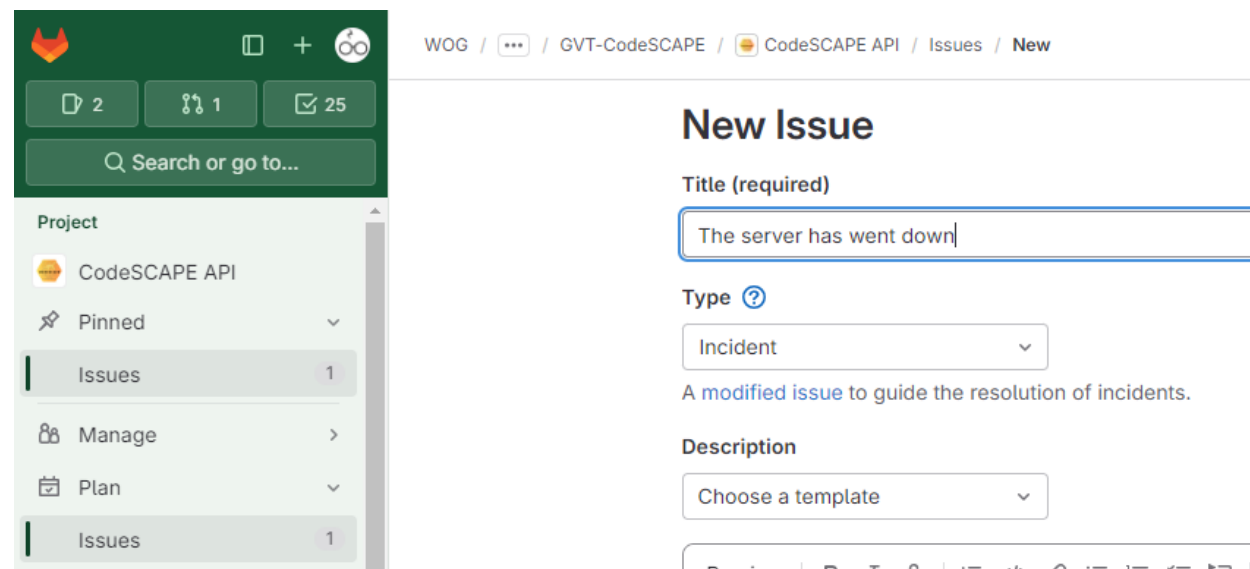 WOG / ••• / GVT-CodeSCAPE / CodeSCAPE API / Issues / New
2 1 25
Search or go to...
Project
CodeSCAPE API
Pinned
Issues 1
Manage
Plan
Issues 1
New Issue
Title (required)
The server has went down
Type ?
Incident
A modified issue to guide the resolution of incidents.
Description
Choose a template